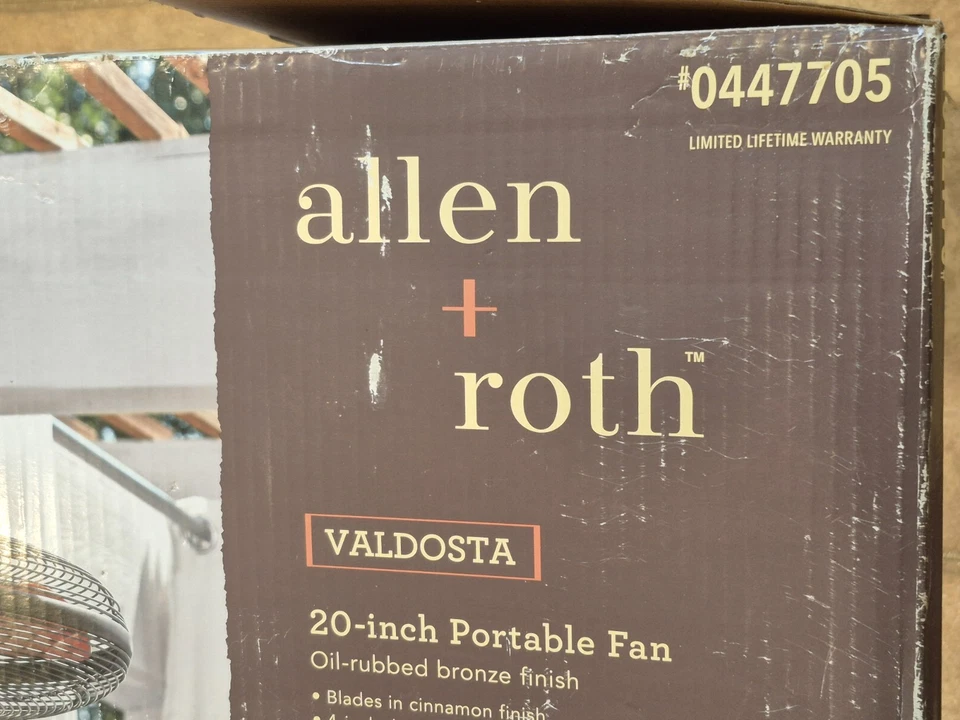 #0447705
LIMITED LIFETIME WARRANTY
allen
+
roth™
VALDOSTA
20-inch Portable Fan
Oil-rubbed bronze finish
• Blades in cinnamon finish